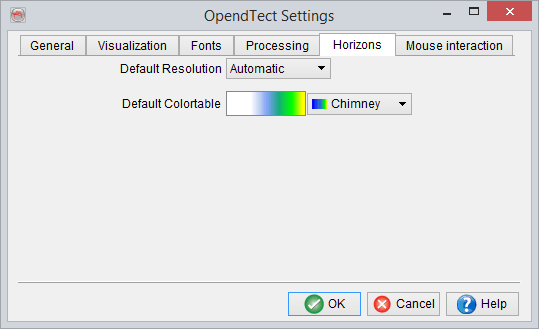 OpendTect Settings
General Visualization Fonts Processing Horizons Mouse interaction
Default Resolution Automatic
Default Colortable Chimney
OK Cancel Help